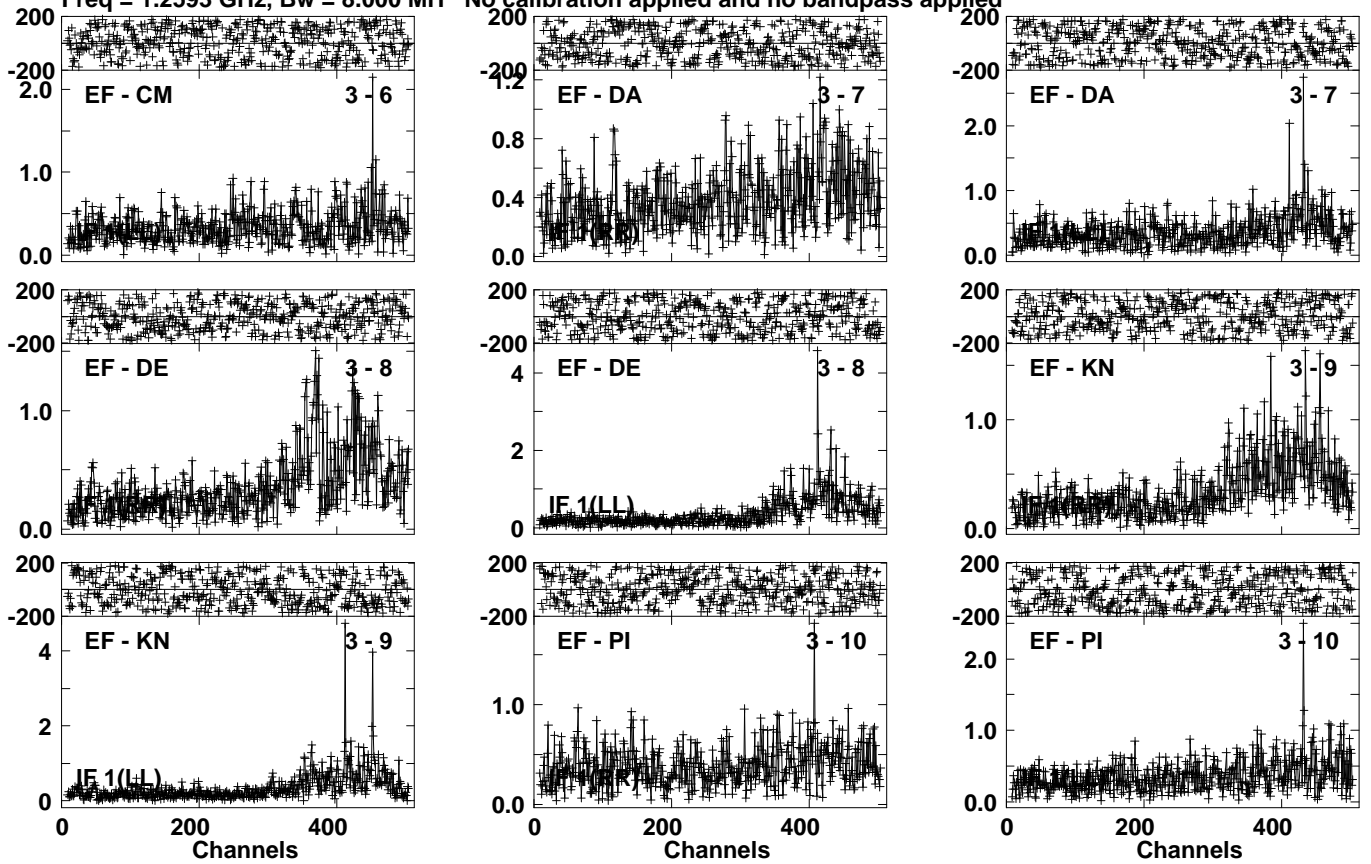 Freq = 1.2593 GHz, Bw = 8.000 MH No calibration applied and no bandpass applied
200 200 200
-200 -200 -200
EF - CM 3 - 6 EF - DA 3 - 7 EF - DA 3 - 7
2.0 1.2 2.0
1.0 0.8 1.0
0.4
IF 1(RR)
0.0 0.0 0.0
200 200 200
-200 -200 -200
EF - DE 3 - 8 EF - DE 3 - 8 EF - KN 3 - 9
1.0 4 1.0
2
IF 1(LL)
0.0 0 0.0
200 200 200
-200 -200 -200
EF - KN 3 - 9 EF - PI 3 - 10 EF - PI 3 - 10
4 1.0 2.0
2 1.0
IF 1(LL) IF 1(RR)
0 0.0 0.0
0 200 400 0 200 400 0 200 400
Channels Channels Channels